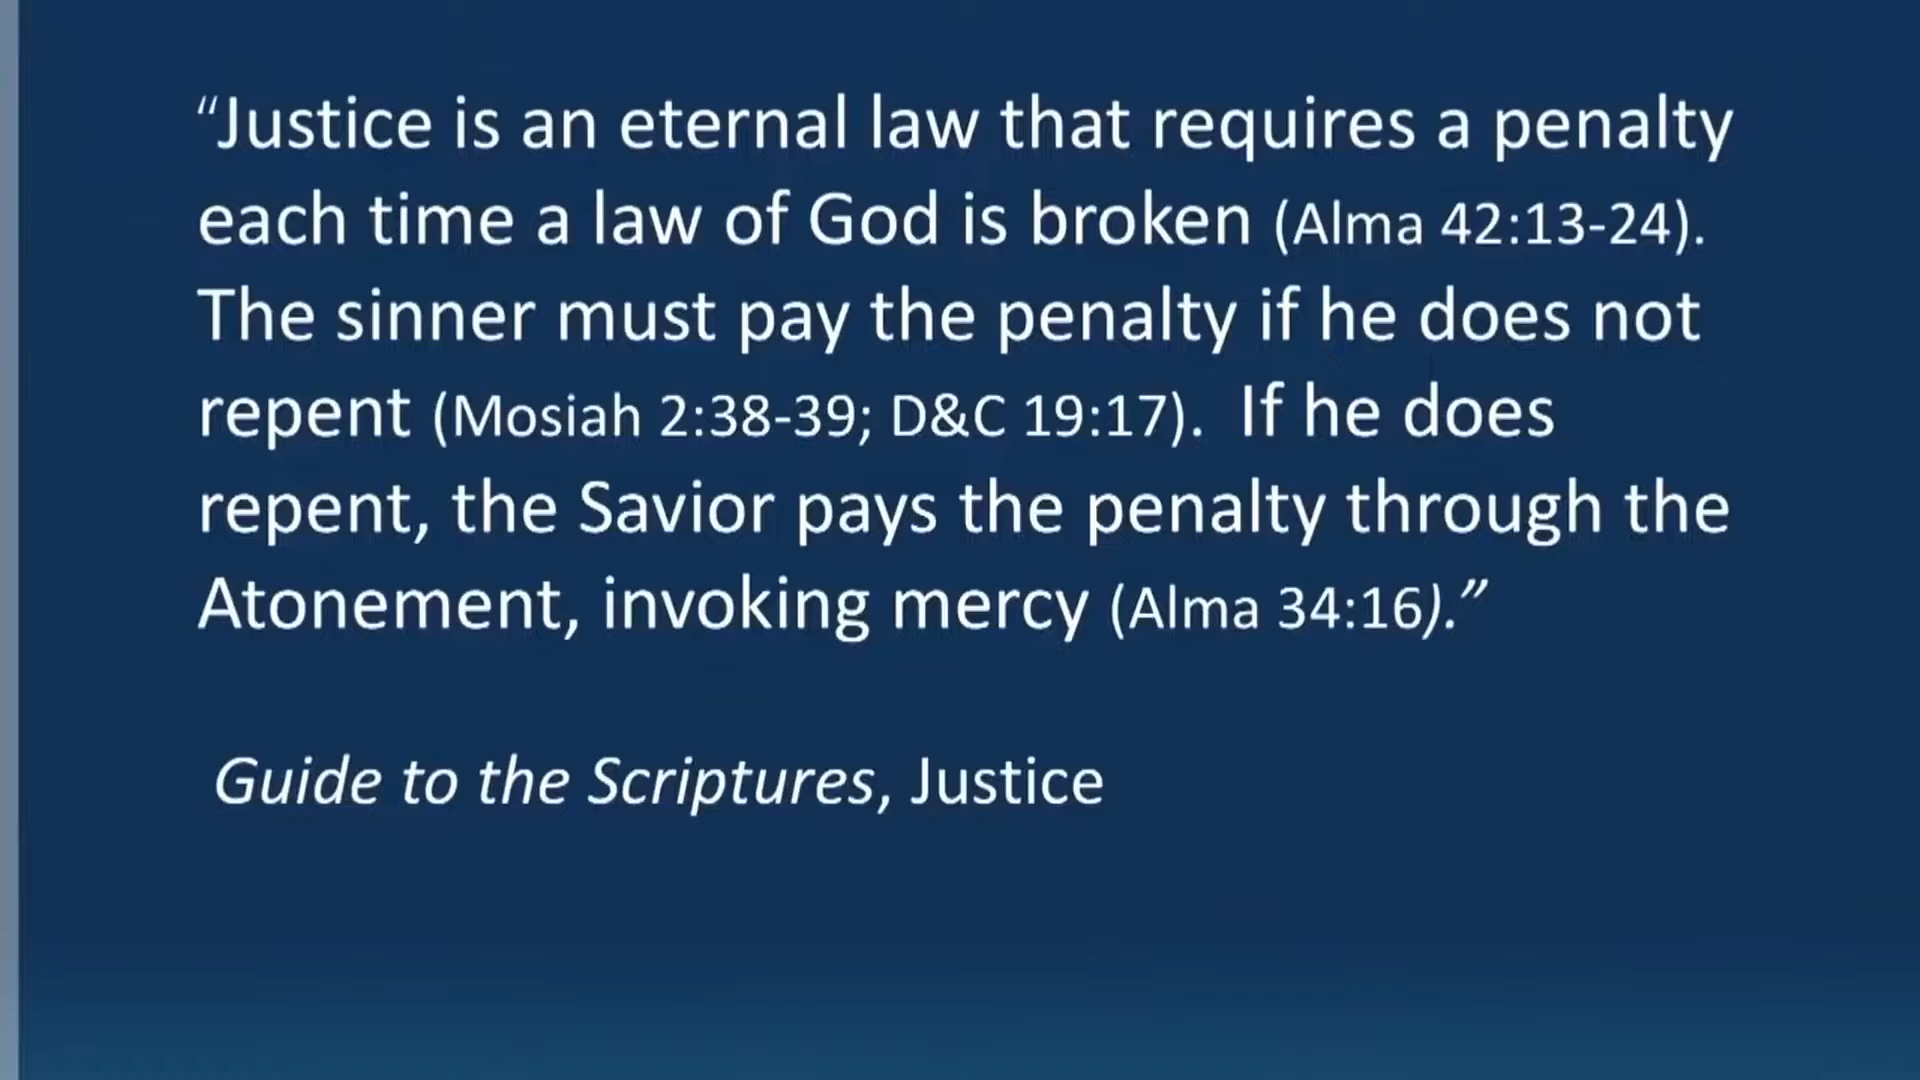 “Justice is an eternal law that requires a penalty
each time a law of God is broken (Alma 42:13-24).
The sinner must pay the penalty if he does not
repent (Mosiah 2:38-39; D&C 19:17).  If he does
repent, the Savior pays the penalty through the
Atonement, invoking mercy (Alma 34:16).”
Guide to the Scriptures, Justice